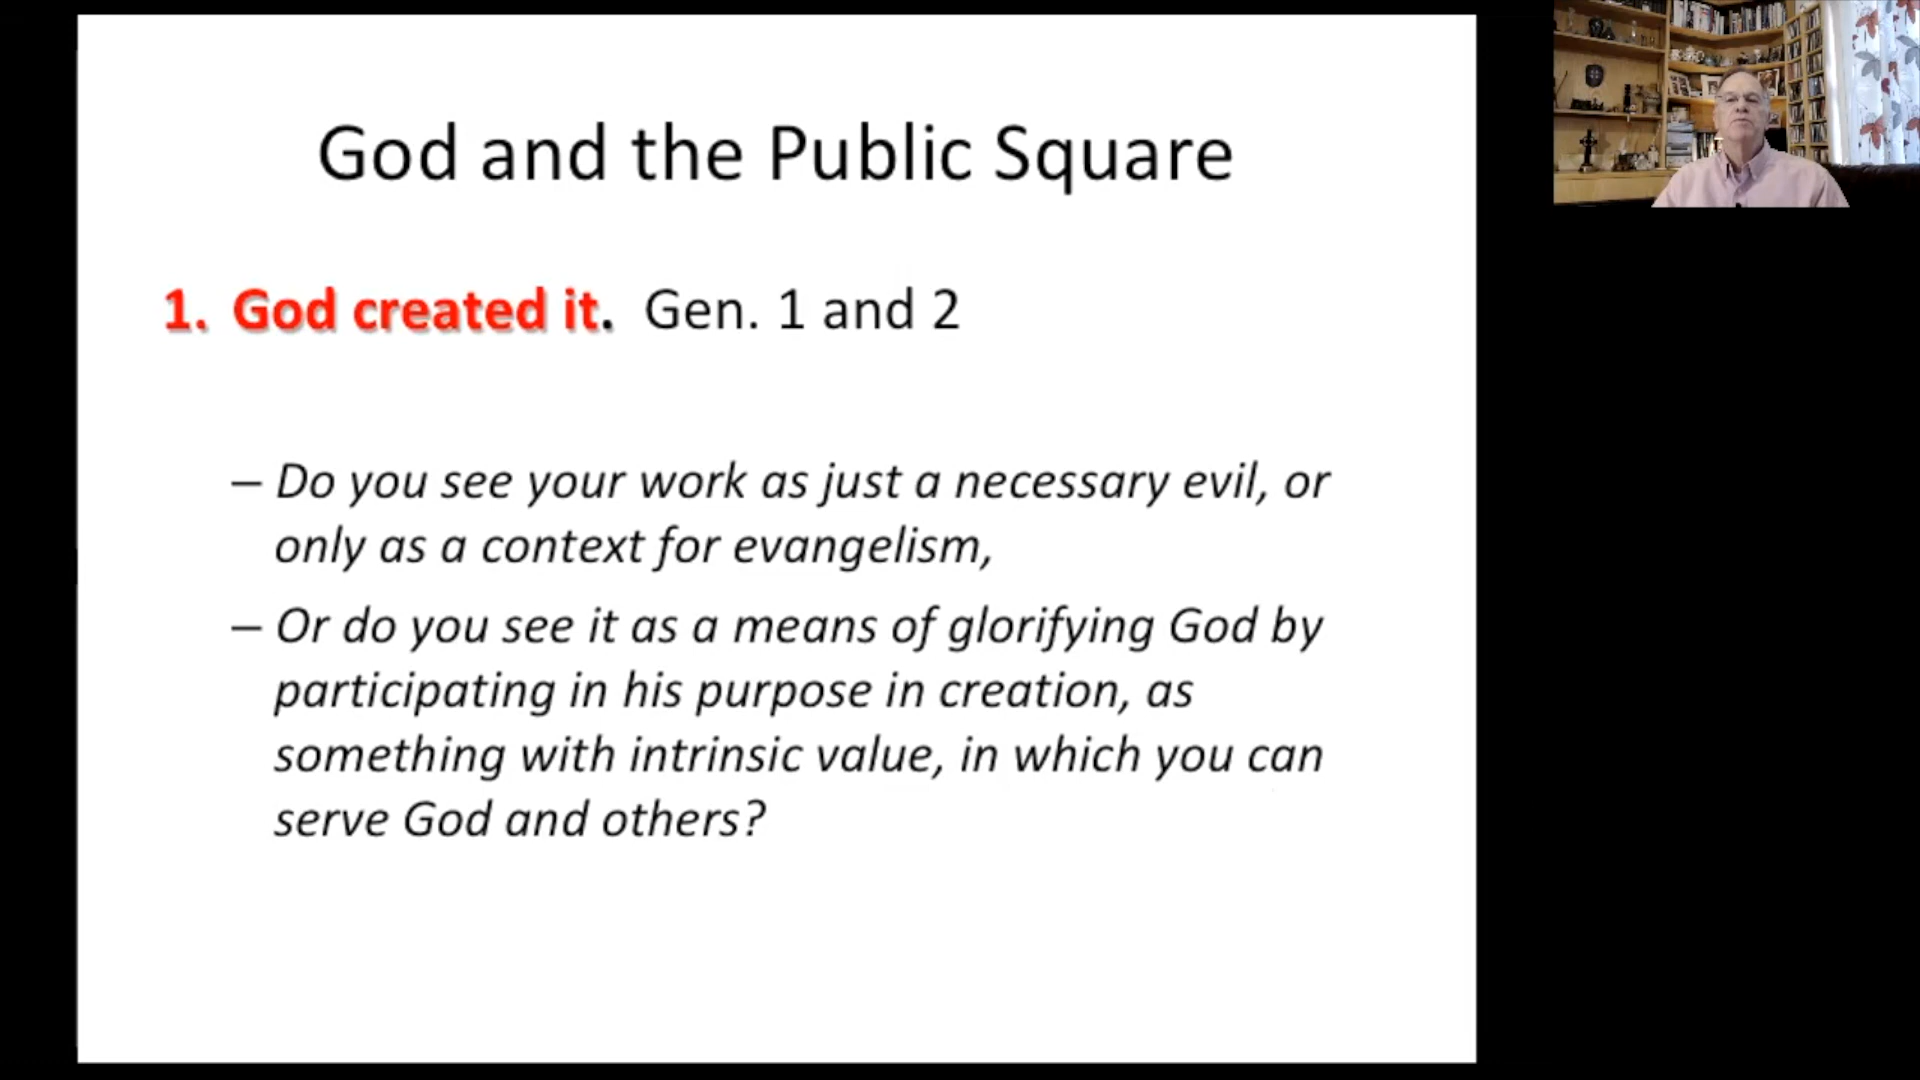 God and the Public Square
1. God created it. Gen. 1 and 2
– Do you see your work as just a necessary evil, or
only as a context for evangelism,
– Or do you see it as a means of glorifying God by
participating in his purpose in creation, as
something with intrinsic value, in which you can
serve God and others?